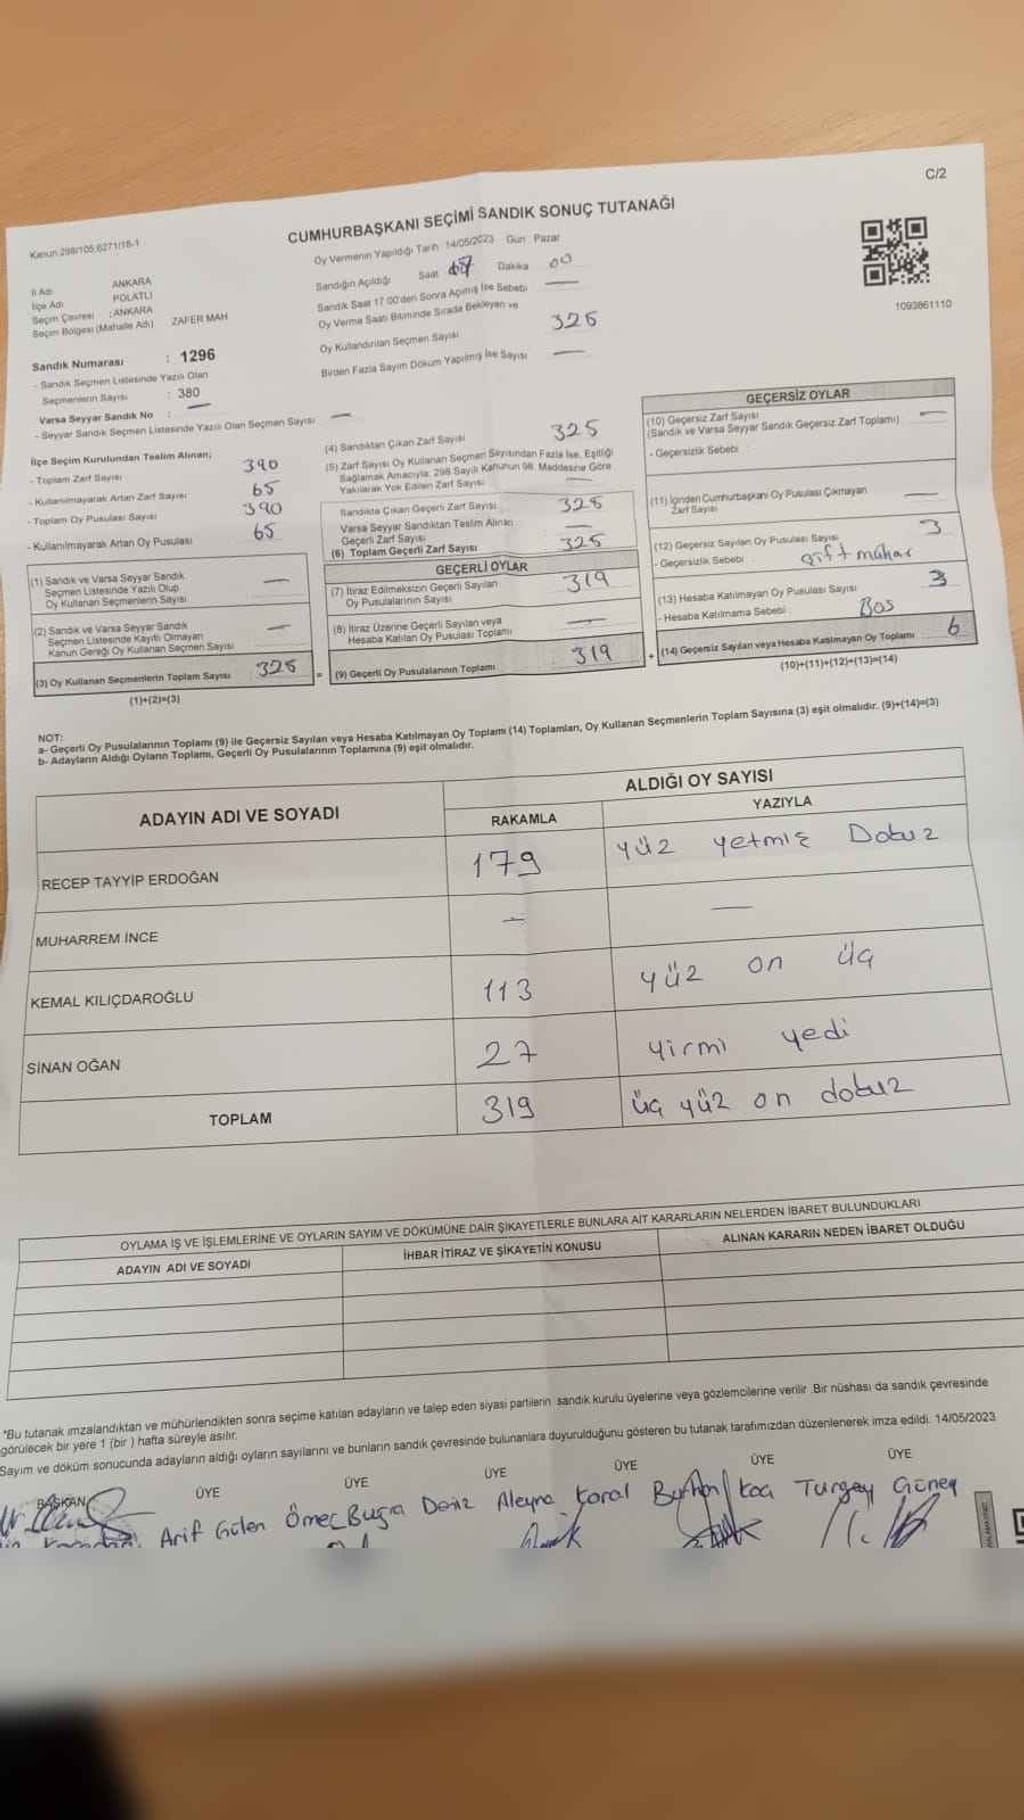 C/2
Kanun:298/105;6271/18-1
CUMHURBAŞKANI SEÇİMİ SANDIK SONUÇ TUTANAĞI
Oy Vermenin Yapıldığı Tarih 14/05/2023 Gün: Pazar
İl Adı ANKARA
İlçe Adı POLATLI
Seçim Çevresi : ANKARA
Seçim Bölgesi (Mahalle Adı) ZAFER MAH
Sandığın Açıldığı Saat Dakika 00
Sandık Saat 17:00'den Sonra Açılmış İse Sebebi —
Oy Verme Saati Bitiminde Sırada Bekleyen ve
Oy Kullandırılan Seçmen Sayısı 325
Birden Fazla Sayım Döküm Yapılmış İse Sayısı —
1093861110
Sandık Numarası : 1296
- Sandık Seçmen Listesinde Yazılı Olan
Seçmenlerin Sayısı : 380
Varsa Seyyar Sandık No : —
- Seyyar Sandık Seçmen Listesinde Yazılı Olan Seçmen Sayısı —
İlçe Seçim Kurulundan Teslim Alınan;
- Toplam Zarf Sayısı 390
- Kullanılmayarak Artan Zarf Sayısı 65
- Toplam Oy Pusulası Sayısı 390
- Kullanılmayarak Artan Oy Pusulası 65
(1) Sandık ve Varsa Seyyar Sandık
Seçmen Listesinde Yazılı Olup
Oy Kullanan Seçmenlerin Sayısı —
(2) Sandık ve Varsa Seyyar Sandık
Seçmen Listesinde Kayıtlı Olmayan
Kanun Gereği Oy Kullanan Seçmen Sayısı —
(3) Oy Kullanan Seçmenlerin Toplam Sayısı 325
(1)+(2)=(3)
(4) Sandıktan Çıkan Zarf Sayısı 325
(5) Zarf Sayısı Oy Kullanan Seçmen Sayısından Fazla İse, Eşitliği
Sağlamak Amacıyla; 298 Sayılı Kanunun 98. Maddesine Göre
Yakılarak Yok Edilen Zarf Sayısı —
Sandıkta Çıkan Geçerli Zarf Sayısı 325
Varsa Seyyar Sandıktan Teslim Alınan
Geçerli Zarf Sayısı —
(6) Toplam Geçerli Zarf Sayısı 325
GEÇERLİ OYLAR
(7) İtiraz Edilmeksizin Geçerli Sayılan
Oy Pusulalarının Sayısı 319
(8) İtiraz Üzerine Geçerli Sayılan veya
Hesaba Katılan Oy Pusulası Toplamı —
= (9) Geçerli Oy Pusulalarının Toplamı 319
GEÇERSİZ OYLAR
(10) Geçersiz Zarf Sayısı
(Sandık ve Varsa Seyyar Sandık Geçersiz Zarf Toplamı) —
- Geçersizlik Sebebi
(11) İçinden Cumhurbaşkanı Oy Pusulası Çıkmayan
Zarf Sayısı —
(12) Geçersiz Sayılan Oy Pusulası Sayısı 3
- Geçersizlik Sebebi çift mühür
(13) Hesaba Katılmayan Oy Pusulası Sayısı 3
- Hesaba Katılmama Sebebi Boş
+ (14) Geçersiz Sayılan veya Hesaba Katılmayan Oy Toplamı 6
(10)+(11)+(12)+(13)=(14)
NOT:
a- Geçerli Oy Pusulalarının Toplamı (9) ile Geçersiz Sayılan veya Hesaba Katılmayan Oy Toplamı (14) Toplamları, Oy Kullanan Seçmenlerin Toplam Sayısına (3) eşit olmalıdır. (9)+(14)=(3)
b- Adayların Aldığı Oyların Toplamı, Geçerli Oy Pusulalarının Toplamına (9) eşit olmalıdır.
ADAYIN ADI VE SOYADI
ALDIĞI OY SAYISI
RAKAMLA YAZIYLA
RECEP TAYYİP ERDOĞAN 179 yüz yetmiş Dokuz
MUHARREM İNCE — —
KEMAL KILIÇDAROĞLU 113 yüz on üç
SİNAN OĞAN 27 yirmi yedi
TOPLAM 319 üç yüz on dokuz
OYLAMA İŞ VE İŞLEMLERİNE VE OYLARIN SAYIM VE DÖKÜMÜNE DAİR ŞİKAYETLERLE BUNLARA AİT KARARLARIN NELERDEN İBARET BULUNDUKLARI
ADAYIN ADI VE SOYADI İHBAR İTİRAZ VE ŞİKAYETİN KONUSU ALINAN KARARIN NEDEN İBARET OLDUĞU
*Bu tutanak imzalandıktan ve mühürlendikten sonra seçime katılan adayların ve talep eden siyasi partilerin sandık kurulu üyelerine veya gözlemcilerine verilir. Bir nüshası da sandık çevresinde
görülecek bir yere 1 (bir ) hafta süreyle asılır.
Sayım ve döküm sonucunda adayların aldığı oyların sayılarını ve bunların sandık çevresinde bulunanlara duyurulduğunu gösteren bu tutanak tarafımızdan düzenlenerek imza edildi. 14/05/2023
BAŞKAN ÜYE ÜYE ÜYE ÜYE ÜYE ÜYE
Arif Gülen Ömer Buğra Deniz Aleyna Koral Burhan Koç Turgay Güneş